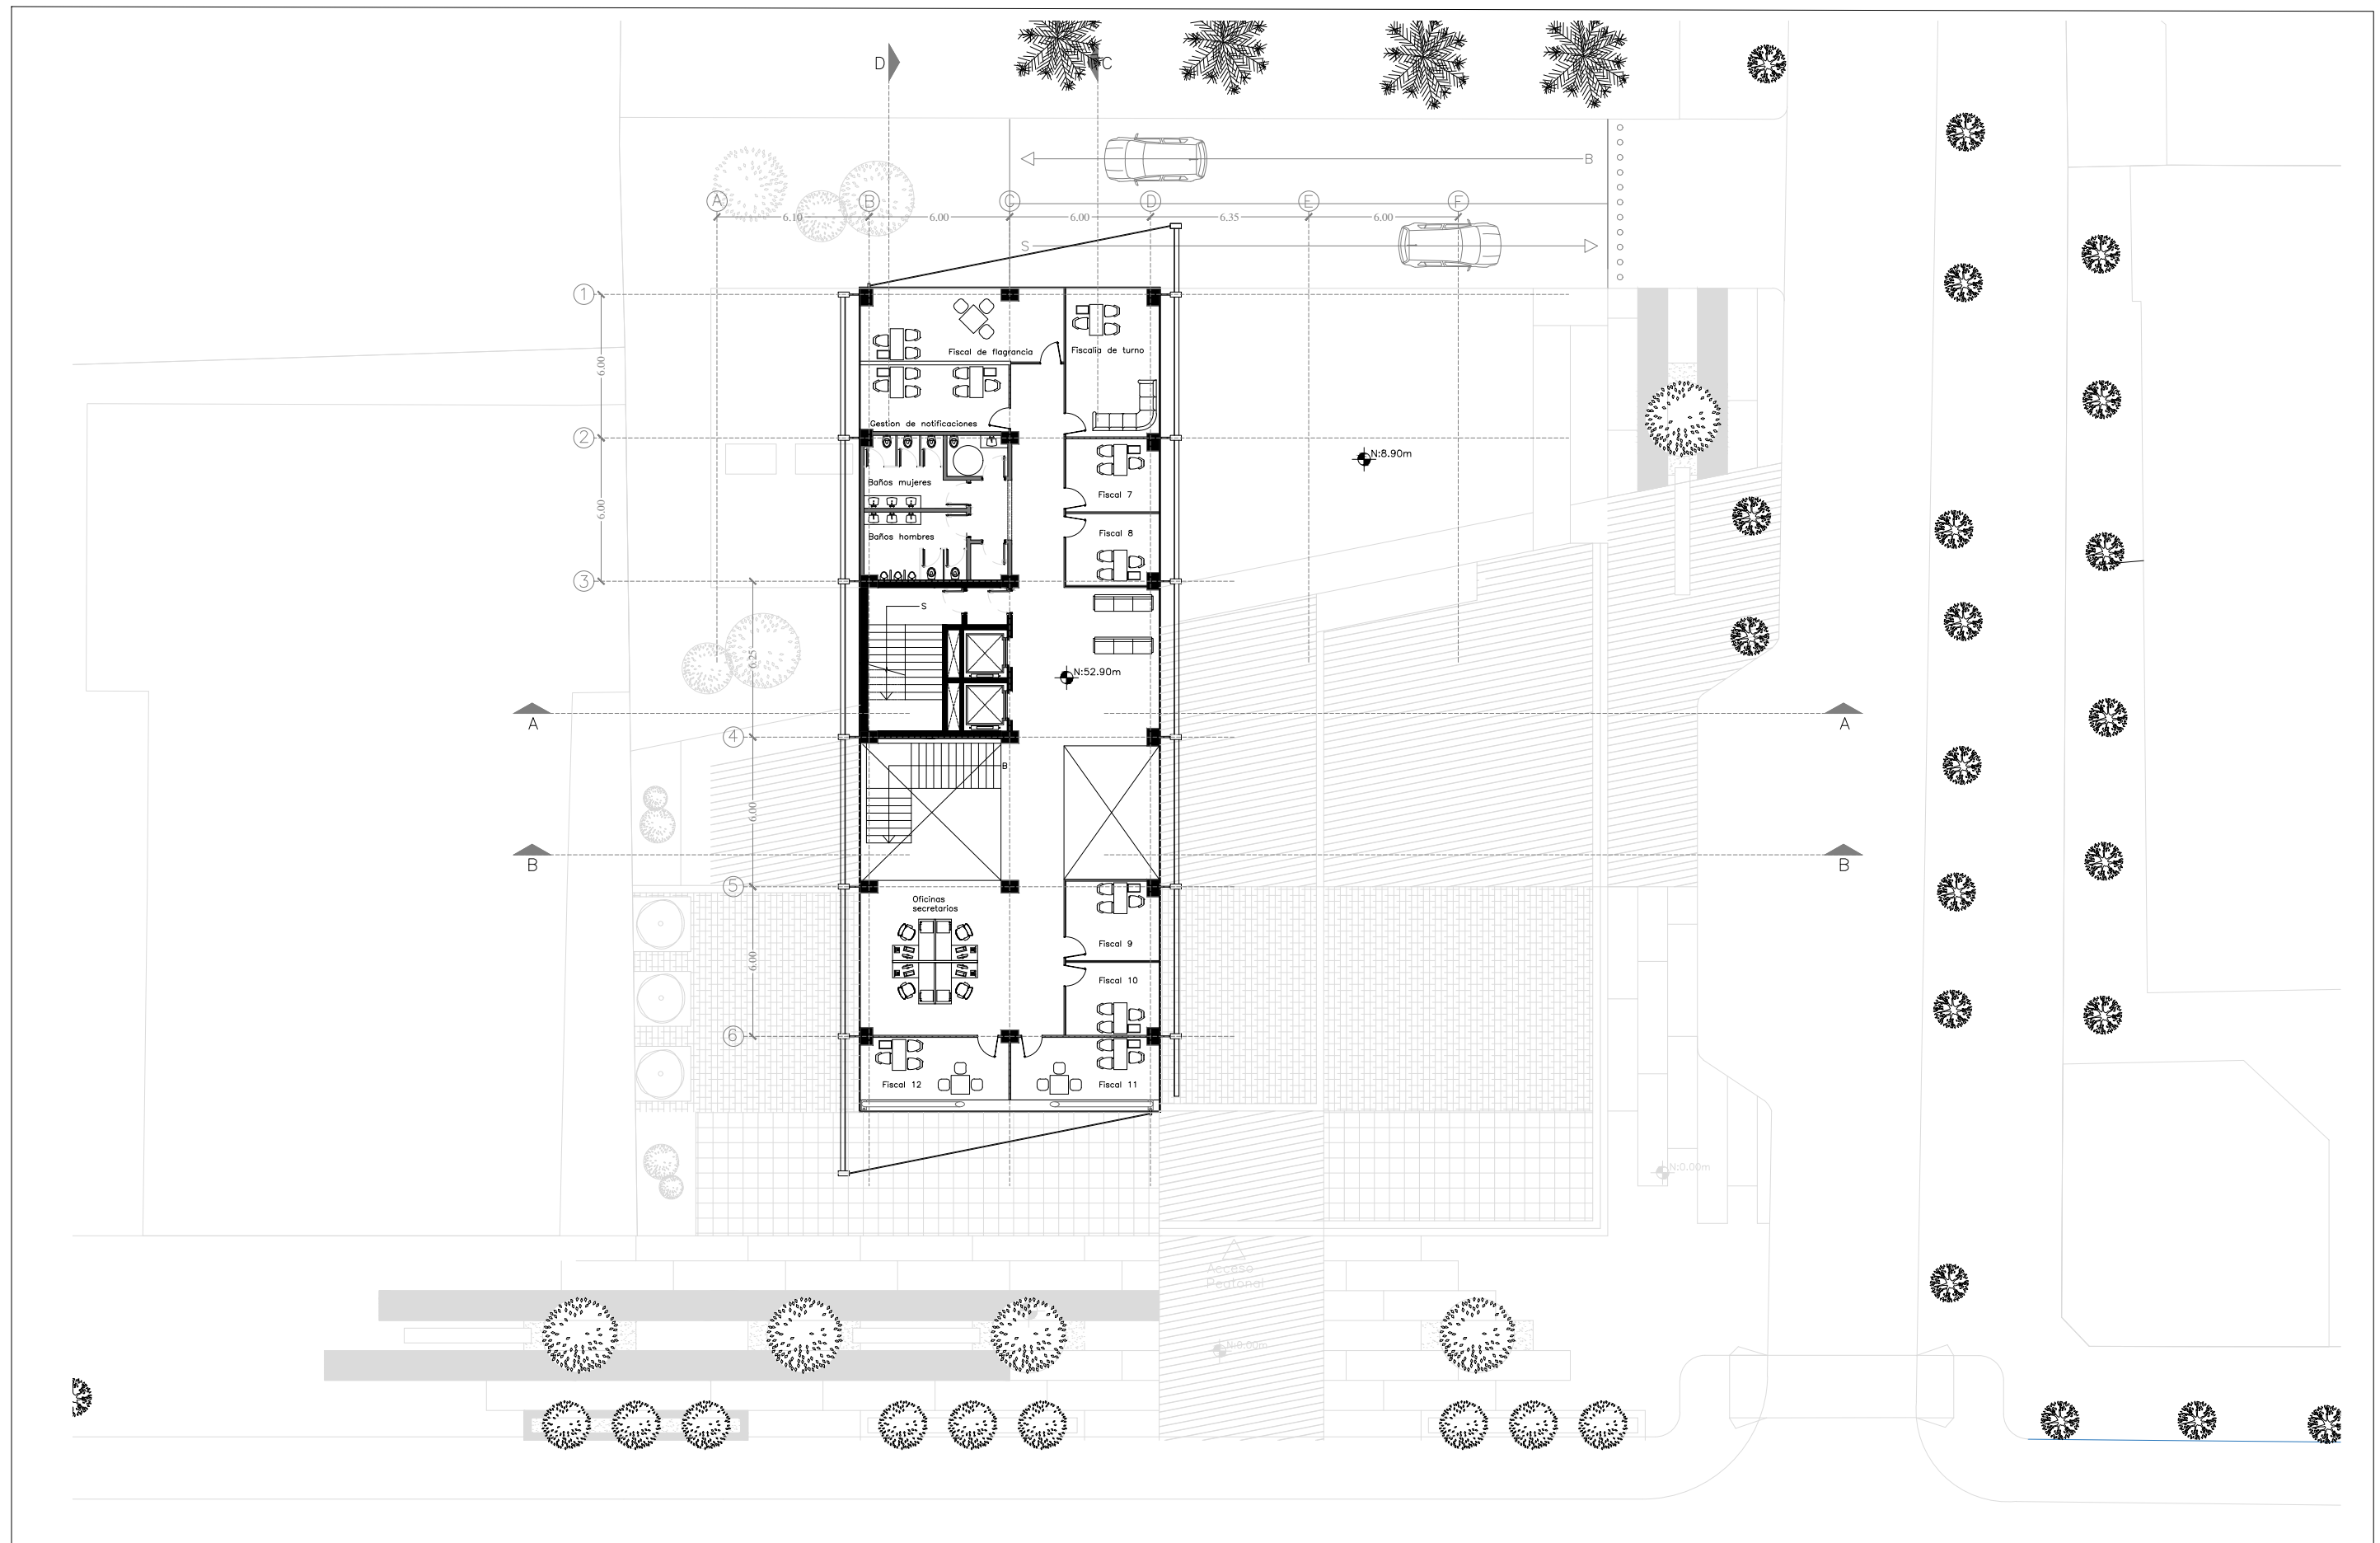 D
C
B
A
B
C
D
E
F
6.10
6.00
6.00
6.35
6.00
S
1
6.00
Fiscal de flagrancia
Fiscalia de turno
Gestion de notificaciones
2
N:8.90m
Baños mujeres
Fiscal 7
6.00
Baños hombres
Fiscal 8
3
S
6.25
N:52.90m
A
A
4
B
6.00
B
B
5
Oficinas
secretarios
Fiscal 9
6.00
Fiscal 10
6
Fiscal 12
Fiscal 11
N:0.00m
Acceso
Peatonal
N:0.00m